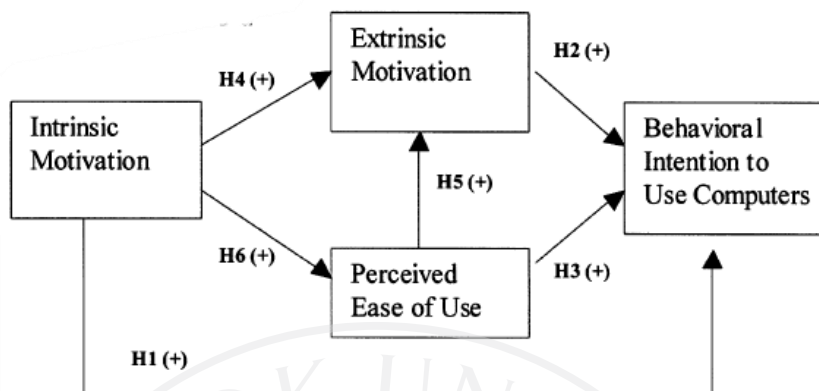 Extrinsic
Motivation
H4 (+)
H2 (+)
Intrinsic
Motivation
Behavioral
Intention to
Use Computers
H5 (+)
H6 (+)
Perceived
Ease of Use
H3 (+)
H1 (+)